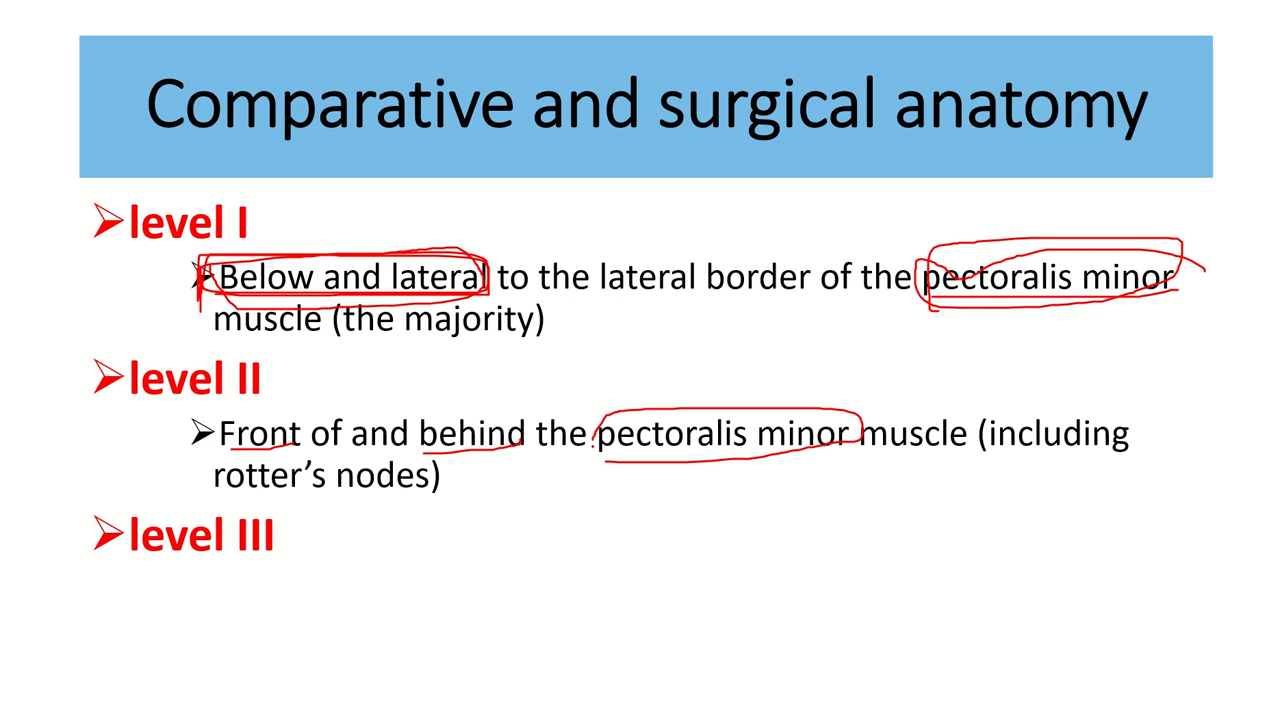 Comparative and surgical anatomy
➢level I
➢Below and lateral to the lateral border of the pectoralis minor
muscle (the majority)
➢level II
➢Front of and behind the pectoralis minor muscle (including
rotter’s nodes)
➢level III